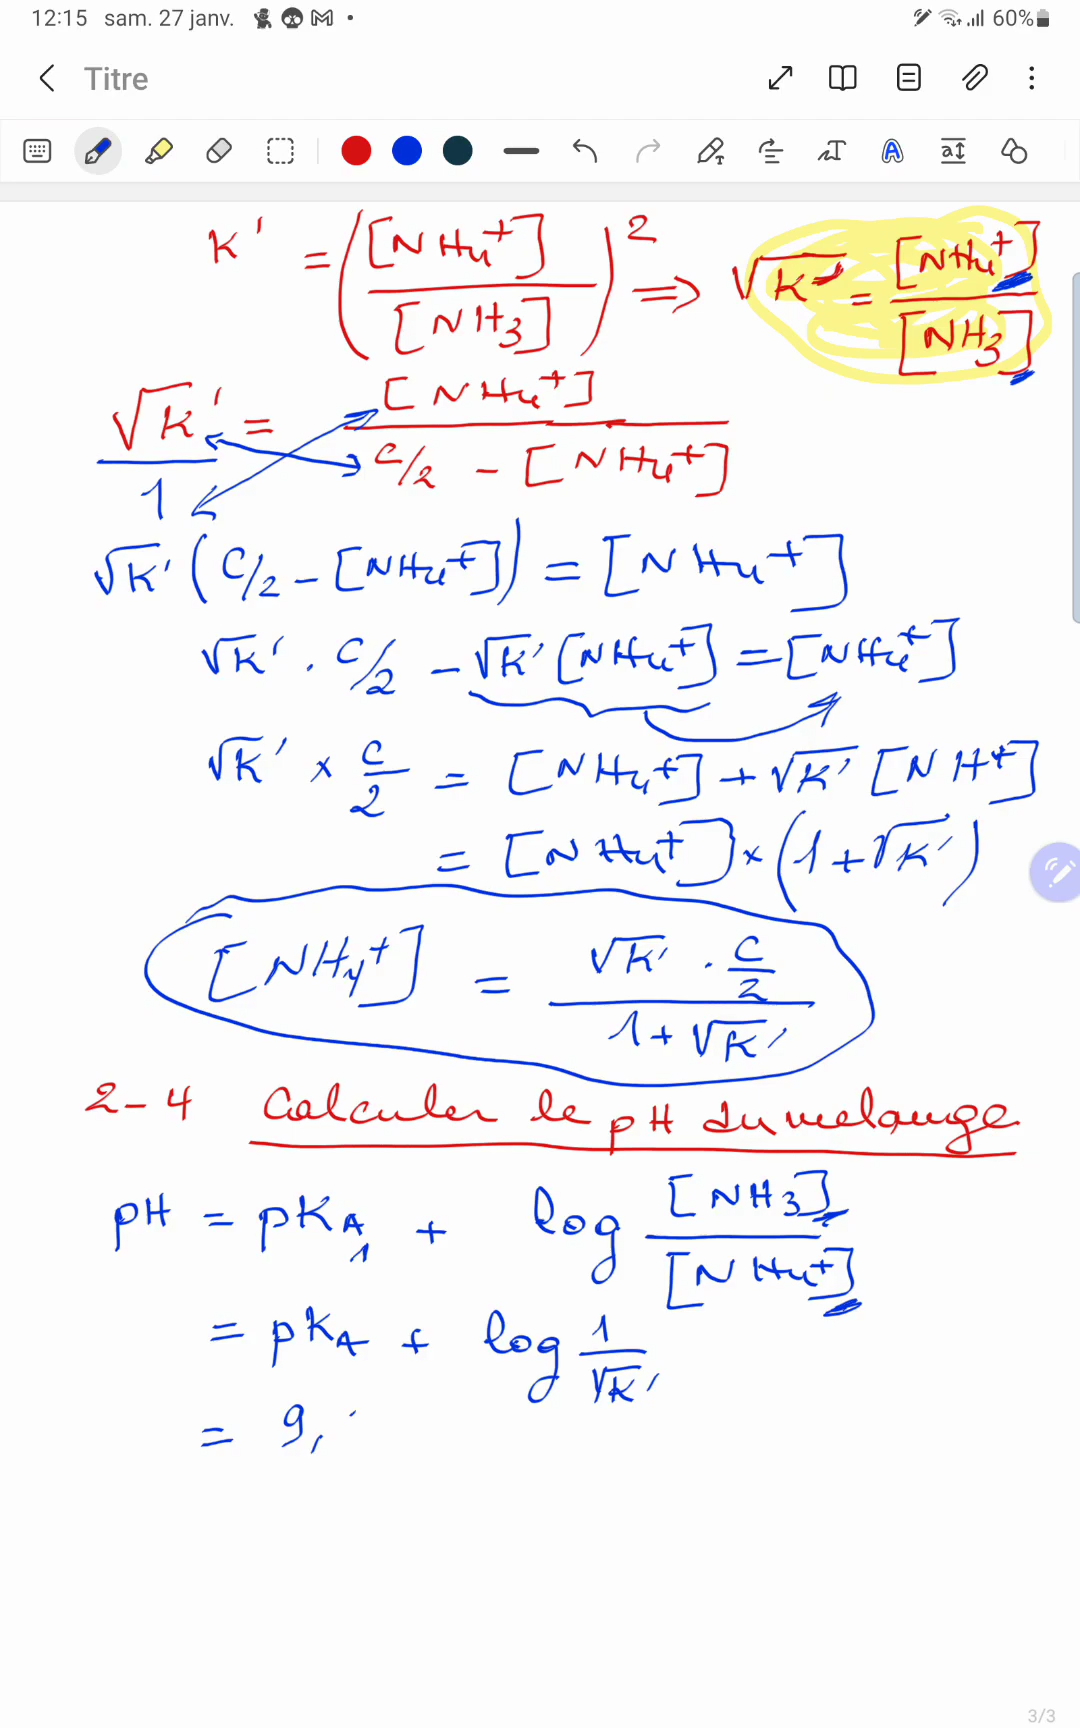 12:15 sam. 27 janv. 60%
Titre
K' = ([NH4+] / [NH3])² ⇒ √K' = [NH4+] / [NH3]
√K' / 1 = [NH4+] / (C/2 - [NH4+])
√K' (C/2 - [NH4+]) = [NH4+]
√K' . C/2 - √K' [NH4+] = [NH4+]
√K' × C/2 = [NH4+] + √K' [NH+]
= [NH4+] × (1 + √K')
[NH4+] = (√K' . C/2) / (1 + √K')
2-4 Calculer le pH du melange
pH = pKA1 + log [NH3] / [NH4+]
= pKA + log 1 / √K'
= 9,
3/3